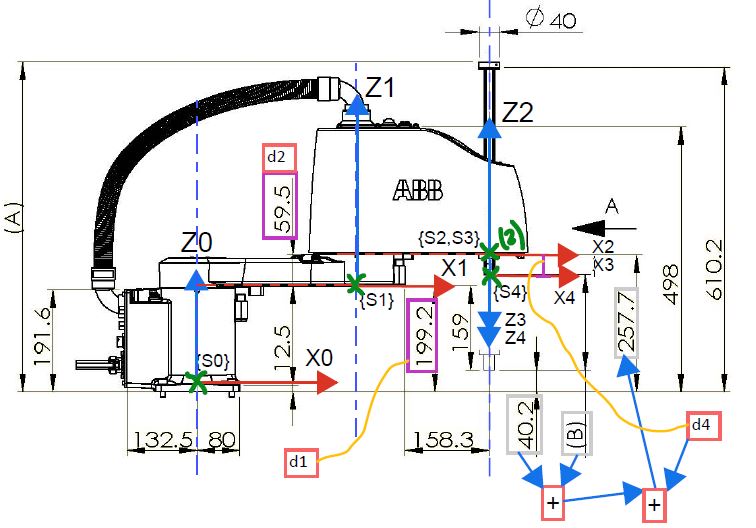 Ø 40
Z1
Z2
d2
59.5
ABB
(A)
A
{S2,S3}
(2)
Z0
X2
X3
X1
{S1}
{S4}
X4
498
610.2
191.6
12.5
199.2
159
Z3
Z4
257.7
{S0}
X0
132.5
80
158.3
40.2
(B)
d4
d1
+
+